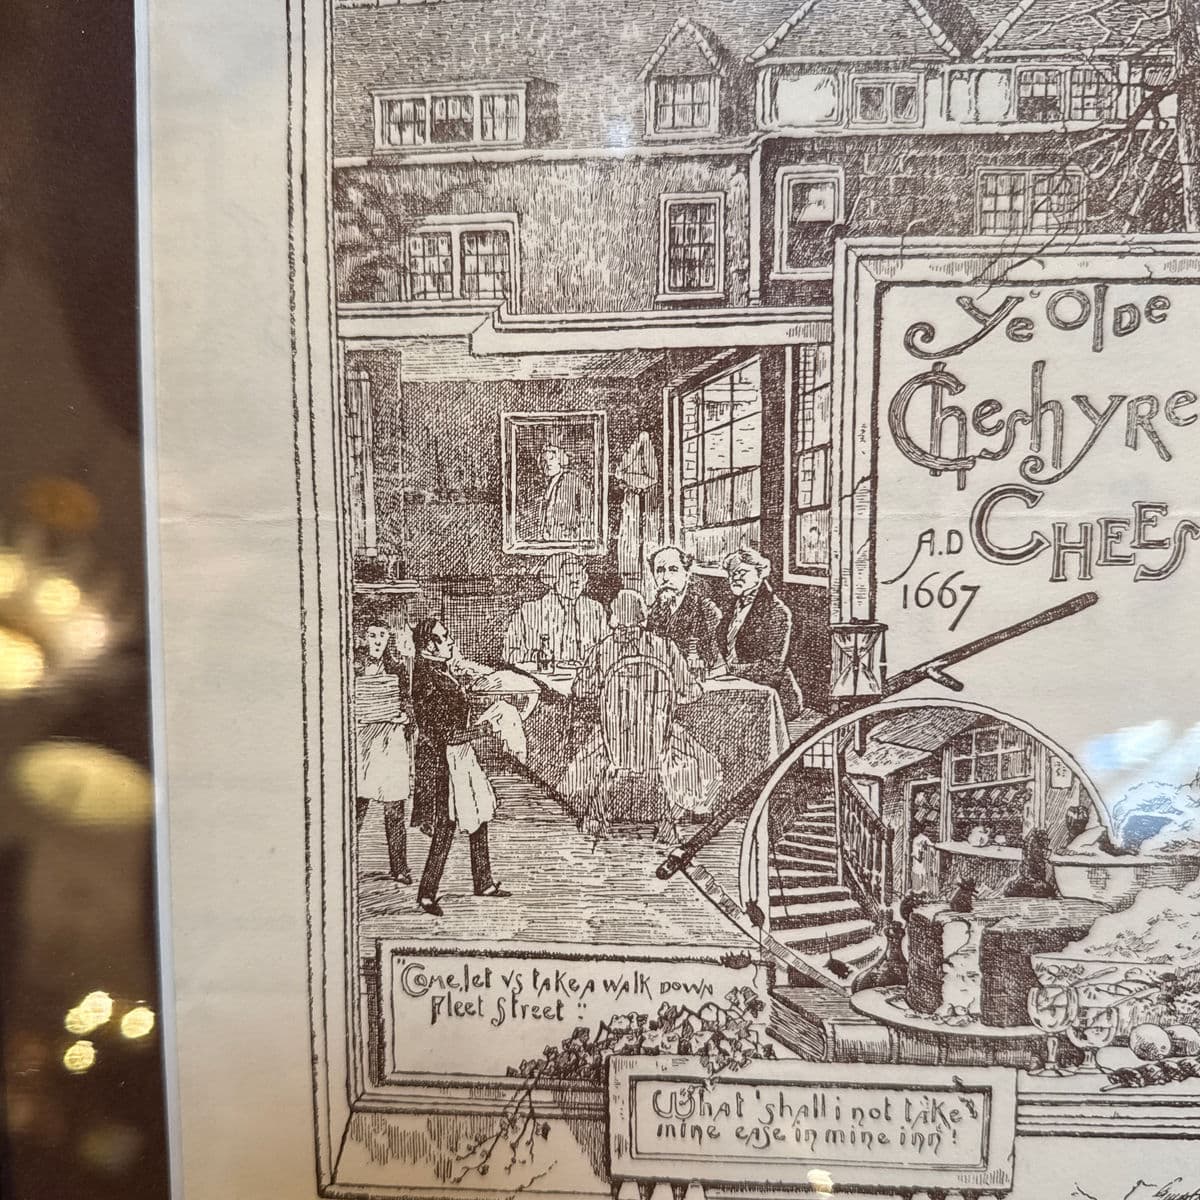 Ye Olde
Cheshyre
A.D CHEES
1667
"Come, let vs take a walk down
Fleet Street":
What 'shall i not take'
mine ease in mine inn'!